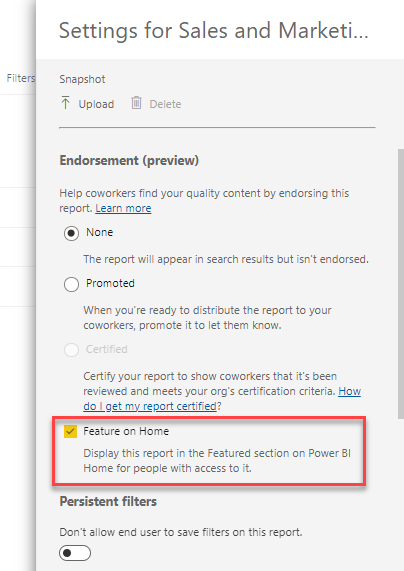 Settings for Sales and Marketi...
Filters
Snapshot
Upload Delete
Endorsement (preview)
Help coworkers find your quality content by endorsing this
report. Learn more
None
The report will appear in search results but isn't endorsed.
Promoted
When you're ready to distribute the report to your
coworkers, promote it to let them know.
Certified
Certify your report to show coworkers that it's been
reviewed and meets your org's certification criteria. How
do I get my report certified?
Feature on Home
Display this report in the Featured section on Power BI
Home for people with access to it.
Persistent filters
Don't allow end user to save filters on this report.